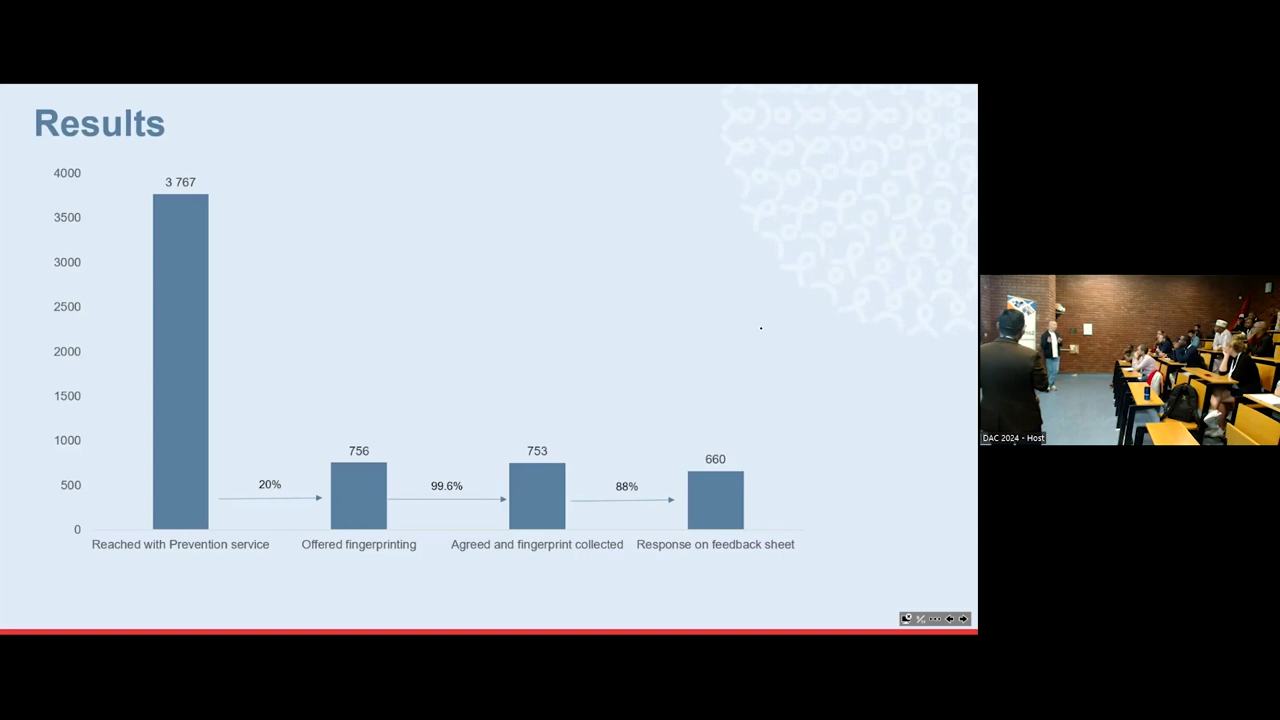 Results
4000
3500
3000
2500
2000
1500
1000
500
0
3 767
756
753
660
20%
99.6%
88%
Reached with Prevention service
Offered fingerprinting
Agreed and fingerprint collected
Response on feedback sheet
DAC 2024 - Host